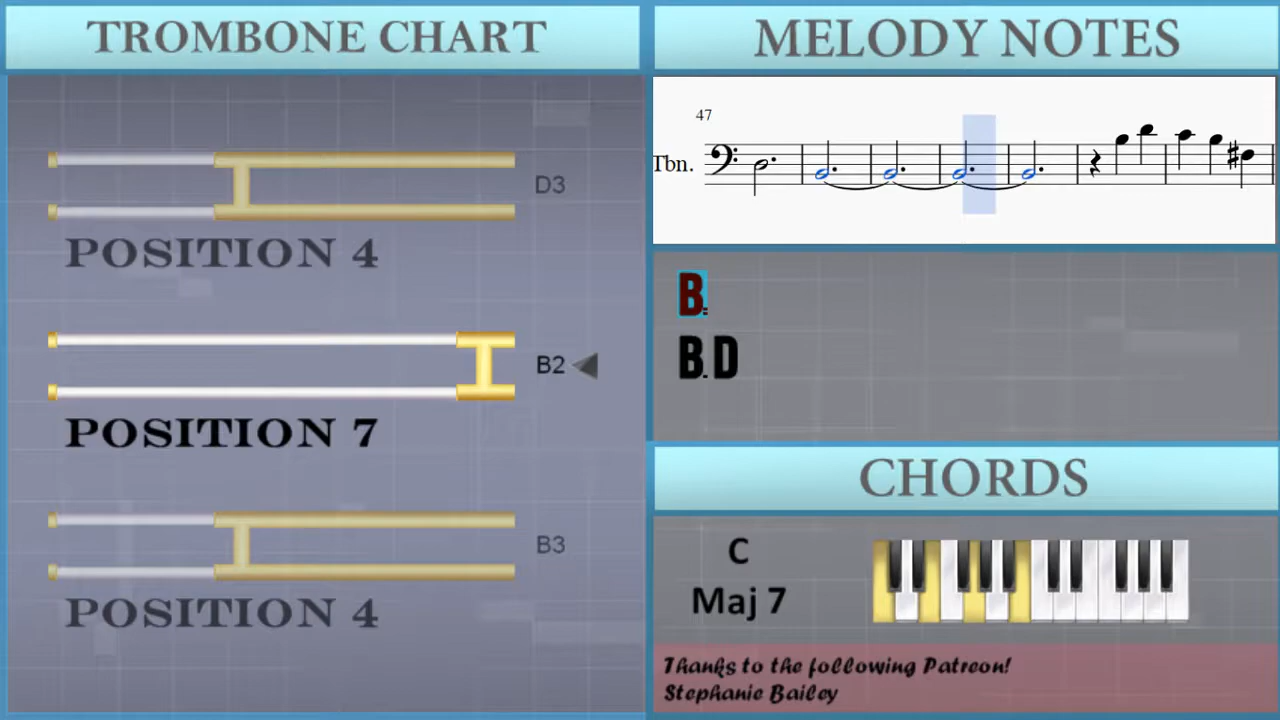 TROMBONE CHART
D3
POSITION 4
B2
POSITION 7
B3
POSITION 4
MELODY NOTES
47
Tbn.
B.
B. D
CHORDS
C
Maj 7
Thanks to the following Patreon!
Stephanie Bailey